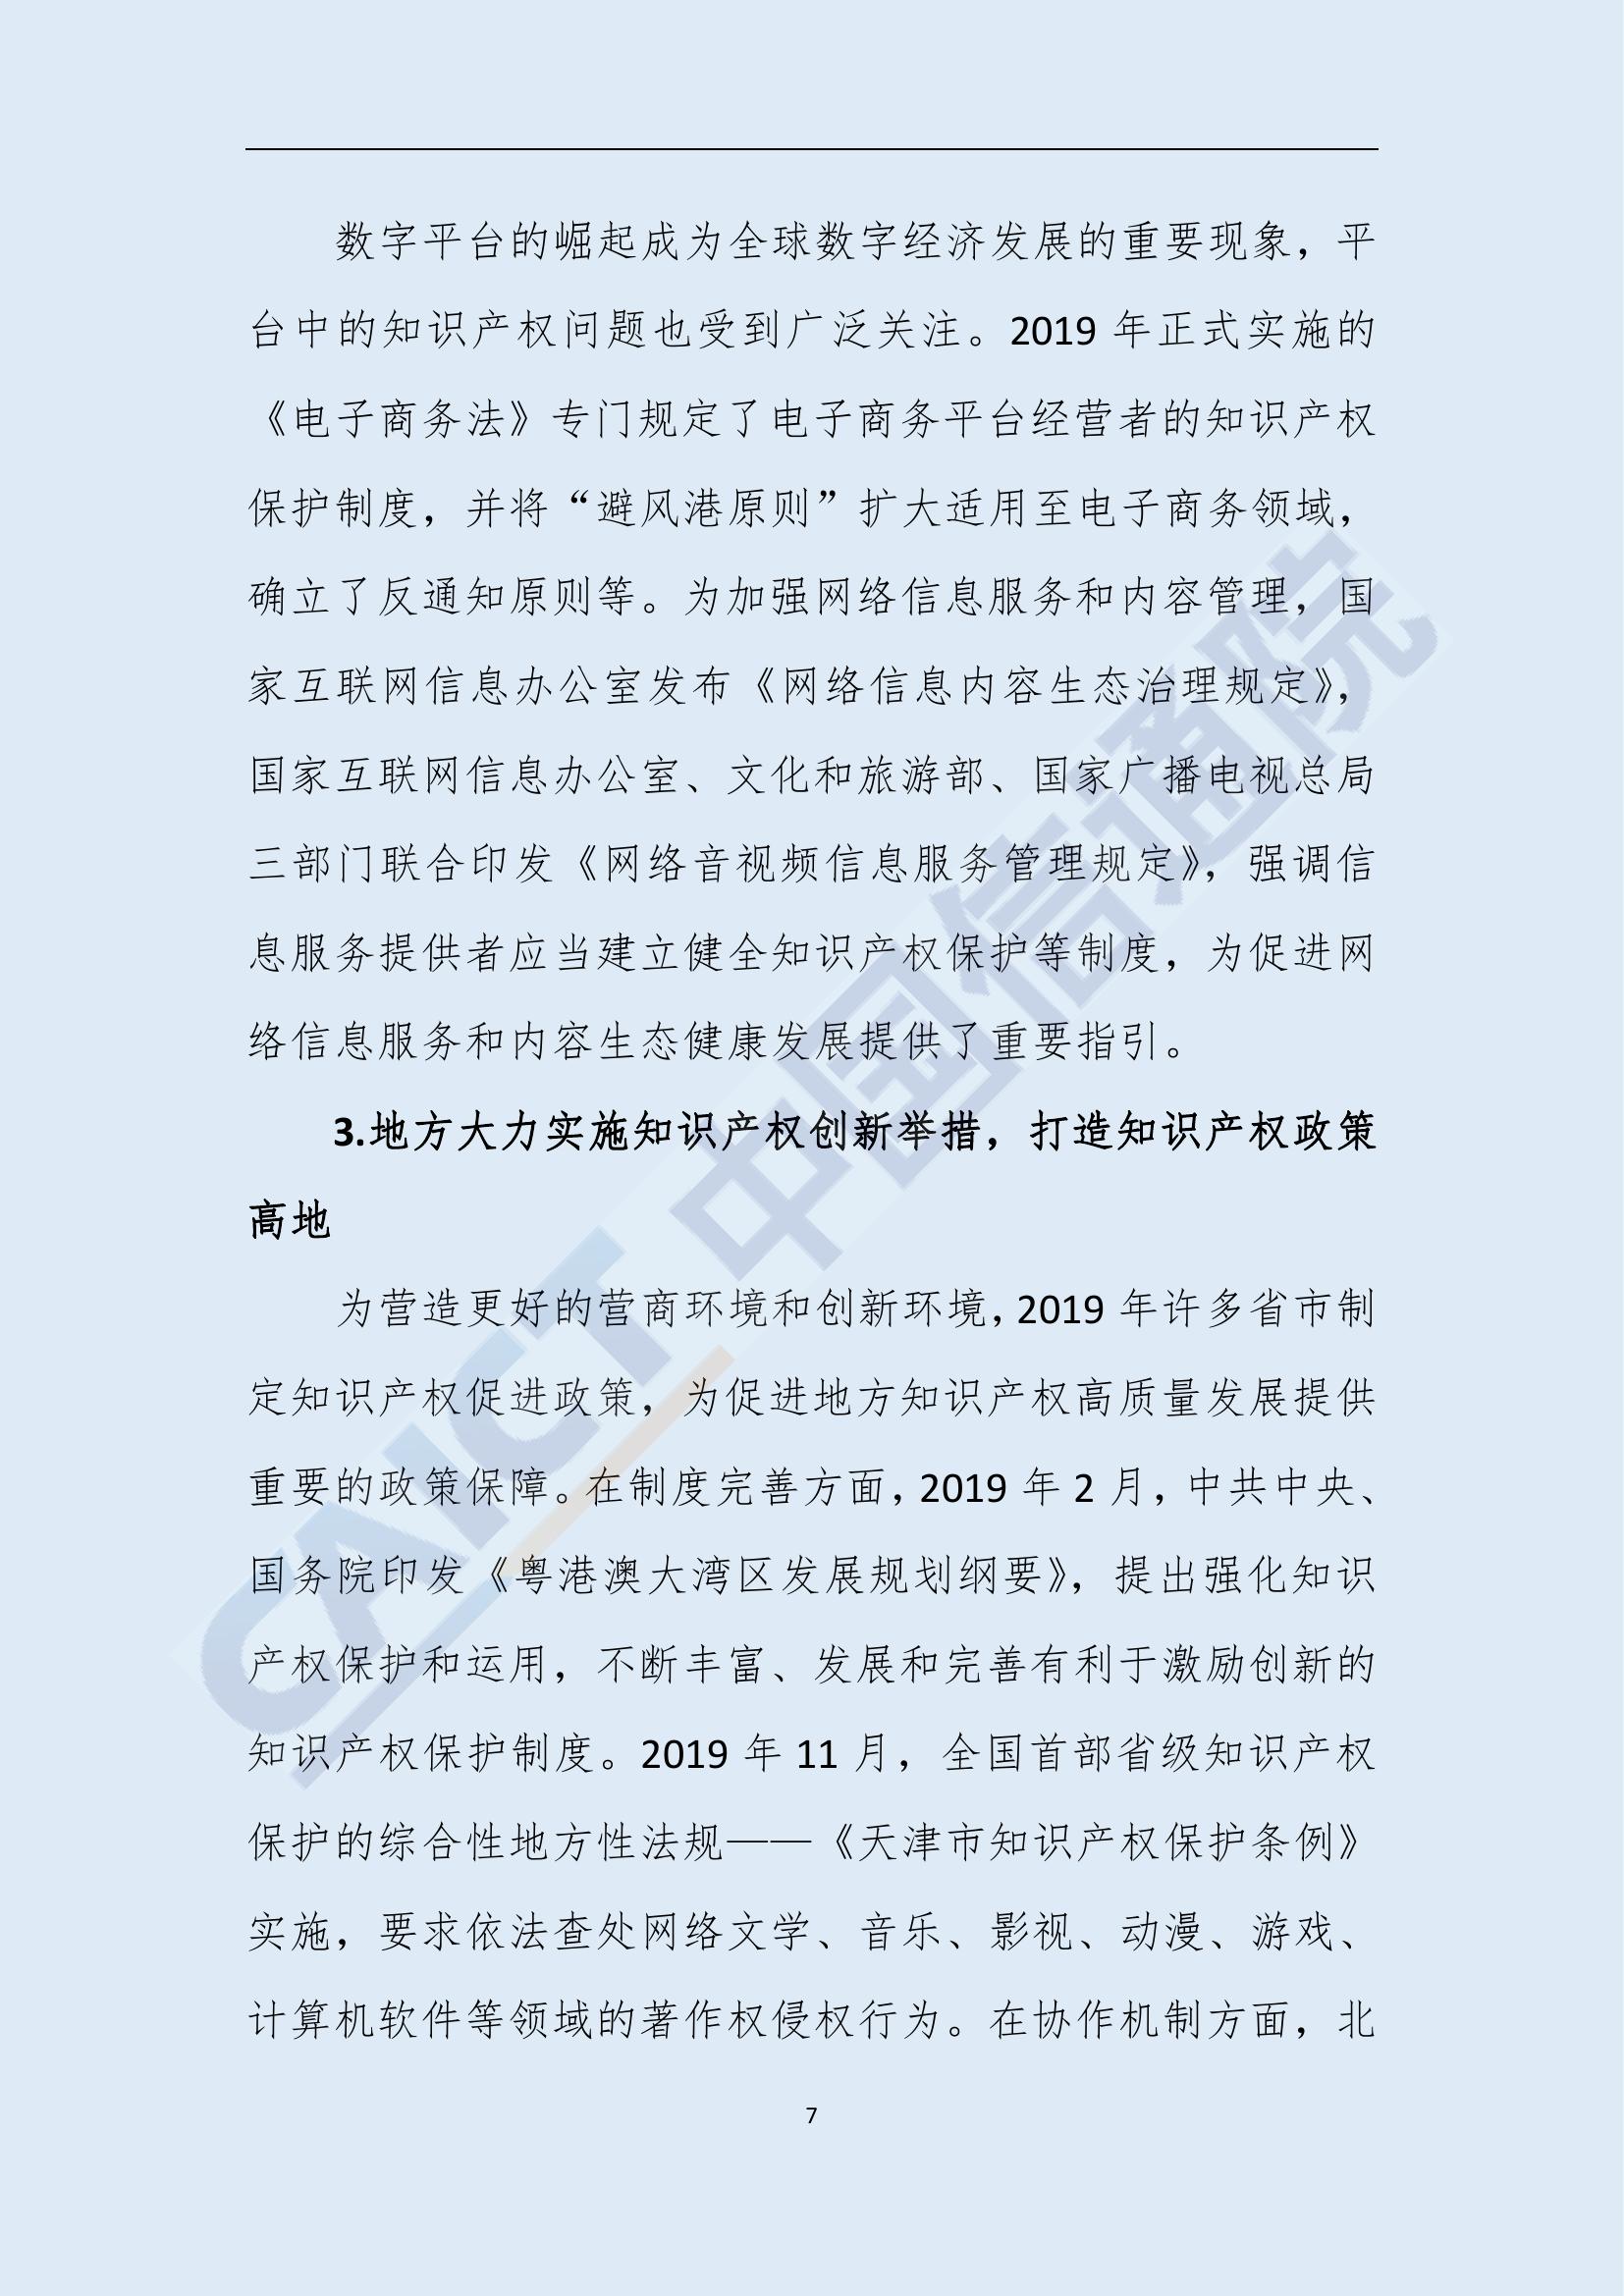 数字平台的崛起成为全球数字经济发展的重要现象，平
台中的知识产权问题也受到广泛关注。2019 年正式实施的
《电子商务法》专门规定了电子商务平台经营者的知识产权
保护制度，并将“避风港原则”扩大适用至电子商务领域，
确立了反通知原则等。为加强网络信息服务和内容管理，国
家互联网信息办公室发布《网络信息内容生态治理规定》，
国家互联网信息办公室、文化和旅游部、国家广播电视总局
三部门联合印发《网络音视频信息服务管理规定》，强调信
息服务提供者应当建立健全知识产权保护等制度，为促进网
络信息服务和内容生态健康发展提供了重要指引。
3.地方大力实施知识产权创新举措，打造知识产权政策
高地
为营造更好的营商环境和创新环境，2019 年许多省市制
定知识产权促进政策，为促进地方知识产权高质量发展提供
重要的政策保障。在制度完善方面，2019 年 2 月，中共中央、
国务院印发《粤港澳大湾区发展规划纲要》，提出强化知识
产权保护和运用，不断丰富、发展和完善有利于激励创新的
知识产权保护制度。2019 年 11 月，全国首部省级知识产权
保护的综合性地方性法规——《天津市知识产权保护条例》
实施，要求依法查处网络文学、音乐、影视、动漫、游戏、
计算机软件等领域的著作权侵权行为。在协作机制方面，北
7
CAICT 中国信通院